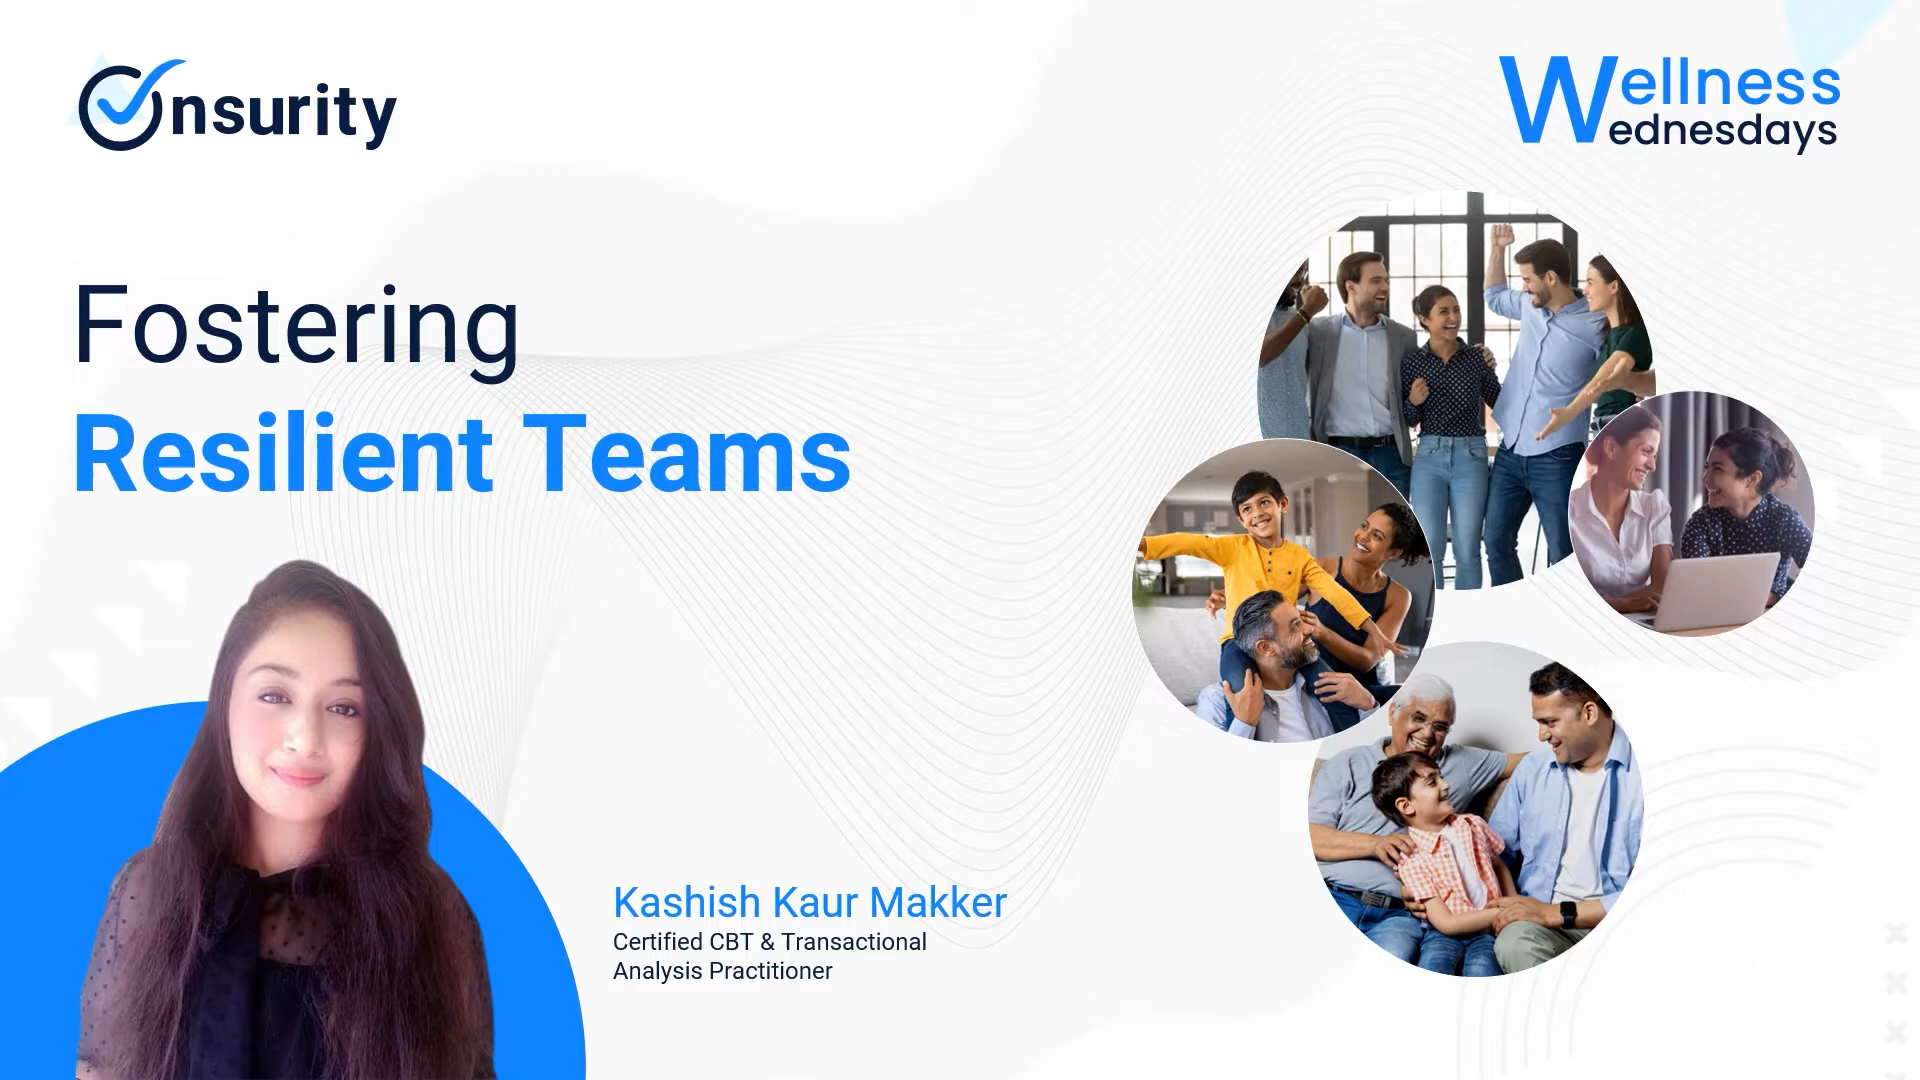 Onsurity
Wellness
Wednesdays
Fostering
Resilient Teams
Kashish Kaur Makker
Certified CBT & Transactional
Analysis Practitioner